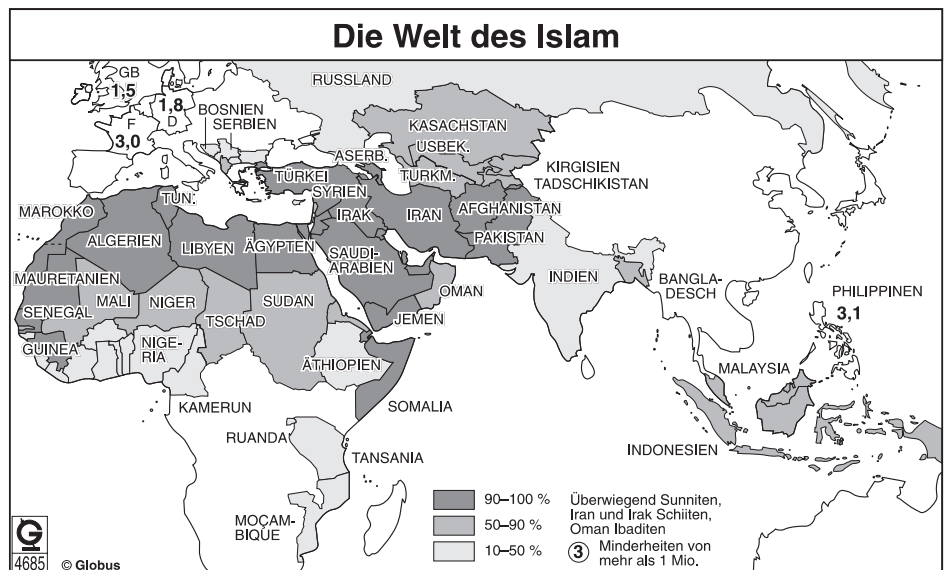 Die Welt des Islam
RUSSLAND
GB
1,5
1,8
D
F
3,0
BOSNIEN
SERBIEN
KASACHSTAN
USBEK.
ASERB.
TURKM.
KIRGISIEN
TADSCHIKISTAN
TÜRKEI
SYRIEN
TUN.
MAROKKO
IRAK
IRAN
AFGHANISTAN
ALGERIEN
LIBYEN
ÄGYPTEN
PAKISTAN
SAUDI-
ARABIEN
INDIEN
BANGLA-
DESCH
MAURETANIEN
OMAN
PHILIPPINEN
3,1
MALI
NIGER
SUDAN
SENEGAL
TSCHAD
JEMEN
GUINEA
NIGE-
RIA
ÄTHIOPIEN
MALAYSIA
KAMERUN
SOMALIA
RUANDA
TANSANIA
INDONESIEN
MOÇAM-
BIQUE
90–100 %
50–90 %
10–50 %
Überwiegend Sunniten,
Iran und Irak Schiiten,
Oman Ibaditen
3 Minderheiten von
mehr als 1 Mio.
G
4685
© Globus